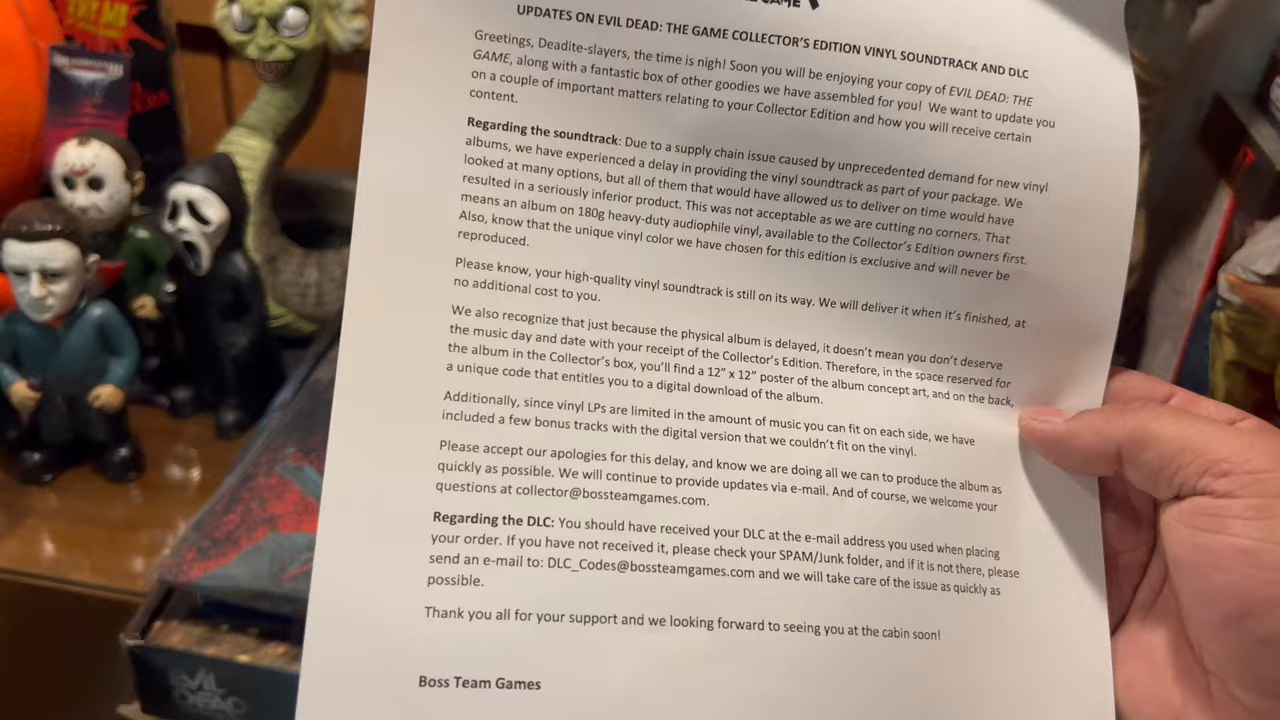 TRY ME
GAME
UPDATES ON EVIL DEAD: THE GAME COLLECTOR'S EDITION VINYL SOUNDTRACK AND DLC
Greetings, Deadite-slayers, the time is nigh! Soon you will be enjoying your copy of EVIL DEAD: THE
GAME, along with a fantastic box of other goodies we have assembled for you! We want to update you
on a couple of important matters relating to your Collector Edition and how you will receive certain
content.
Regarding the soundtrack: Due to a supply chain issue caused by unprecedented demand for new vinyl
albums, we have experienced a delay in providing the vinyl soundtrack as part of your package. We
looked at many options, but all of them that would have allowed us to deliver on time would have
resulted in a seriously inferior product. This was not acceptable as we are cutting no corners. That
means an album on 180g heavy-duty audiophile vinyl, available to the Collector's Edition owners first.
Also, know that the unique vinyl color we have chosen for this edition is exclusive and will never be
reproduced.
Please know, your high-quality vinyl soundtrack is still on its way. We will deliver it when it's finished, at
no additional cost to you.
We also recognize that just because the physical album is delayed, it doesn't mean you don't deserve
the music day and date with your receipt of the Collector's Edition. Therefore, in the space reserved for
the album in the Collector's box, you'll find a 12" x 12" poster of the album concept art, and on the back,
a unique code that entitles you to a digital download of the album.
Additionally, since vinyl LPs are limited in the amount of music you can fit on each side, we have
included a few bonus tracks with the digital version that we couldn't fit on the vinyl.
Please accept our apologies for this delay, and know we are doing all we can to produce the album as
quickly as possible. We will continue to provide updates via e-mail. And of course, we welcome your
questions at collector@bossteamgames.com.
Regarding the DLC: You should have received your DLC at the e-mail address you used when placing
your order. If you have not received it, please check your SPAM/Junk folder, and if it is not there, please
send an e-mail to: DLC_Codes@bossteamgames.com and we will take care of the issue as quickly as
possible.
Thank you all for your support and we looking forward to seeing you at the cabin soon!
Boss Team Games
EVIL
DEAD